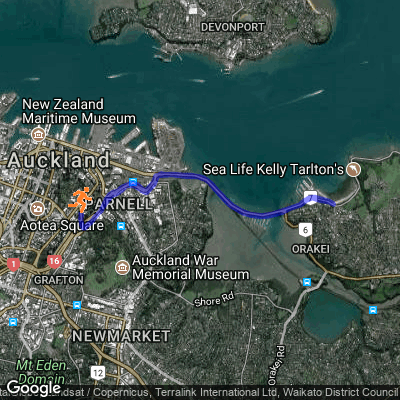 DEVONPORT
New Zealand
Maritime Museum
Auckland
Sea Life Kelly Tarlton's
7
ARNELL
Aotea Square
6
ORAKEI
1
16
Auckland War
Memorial Museum
GRAFTON
Shore Rd
NEWMARKET
Mt Eden
Domain
12
Orakei Rd
Google
dsat / Copernicus, Terralink International Ltd, Waikato District Council